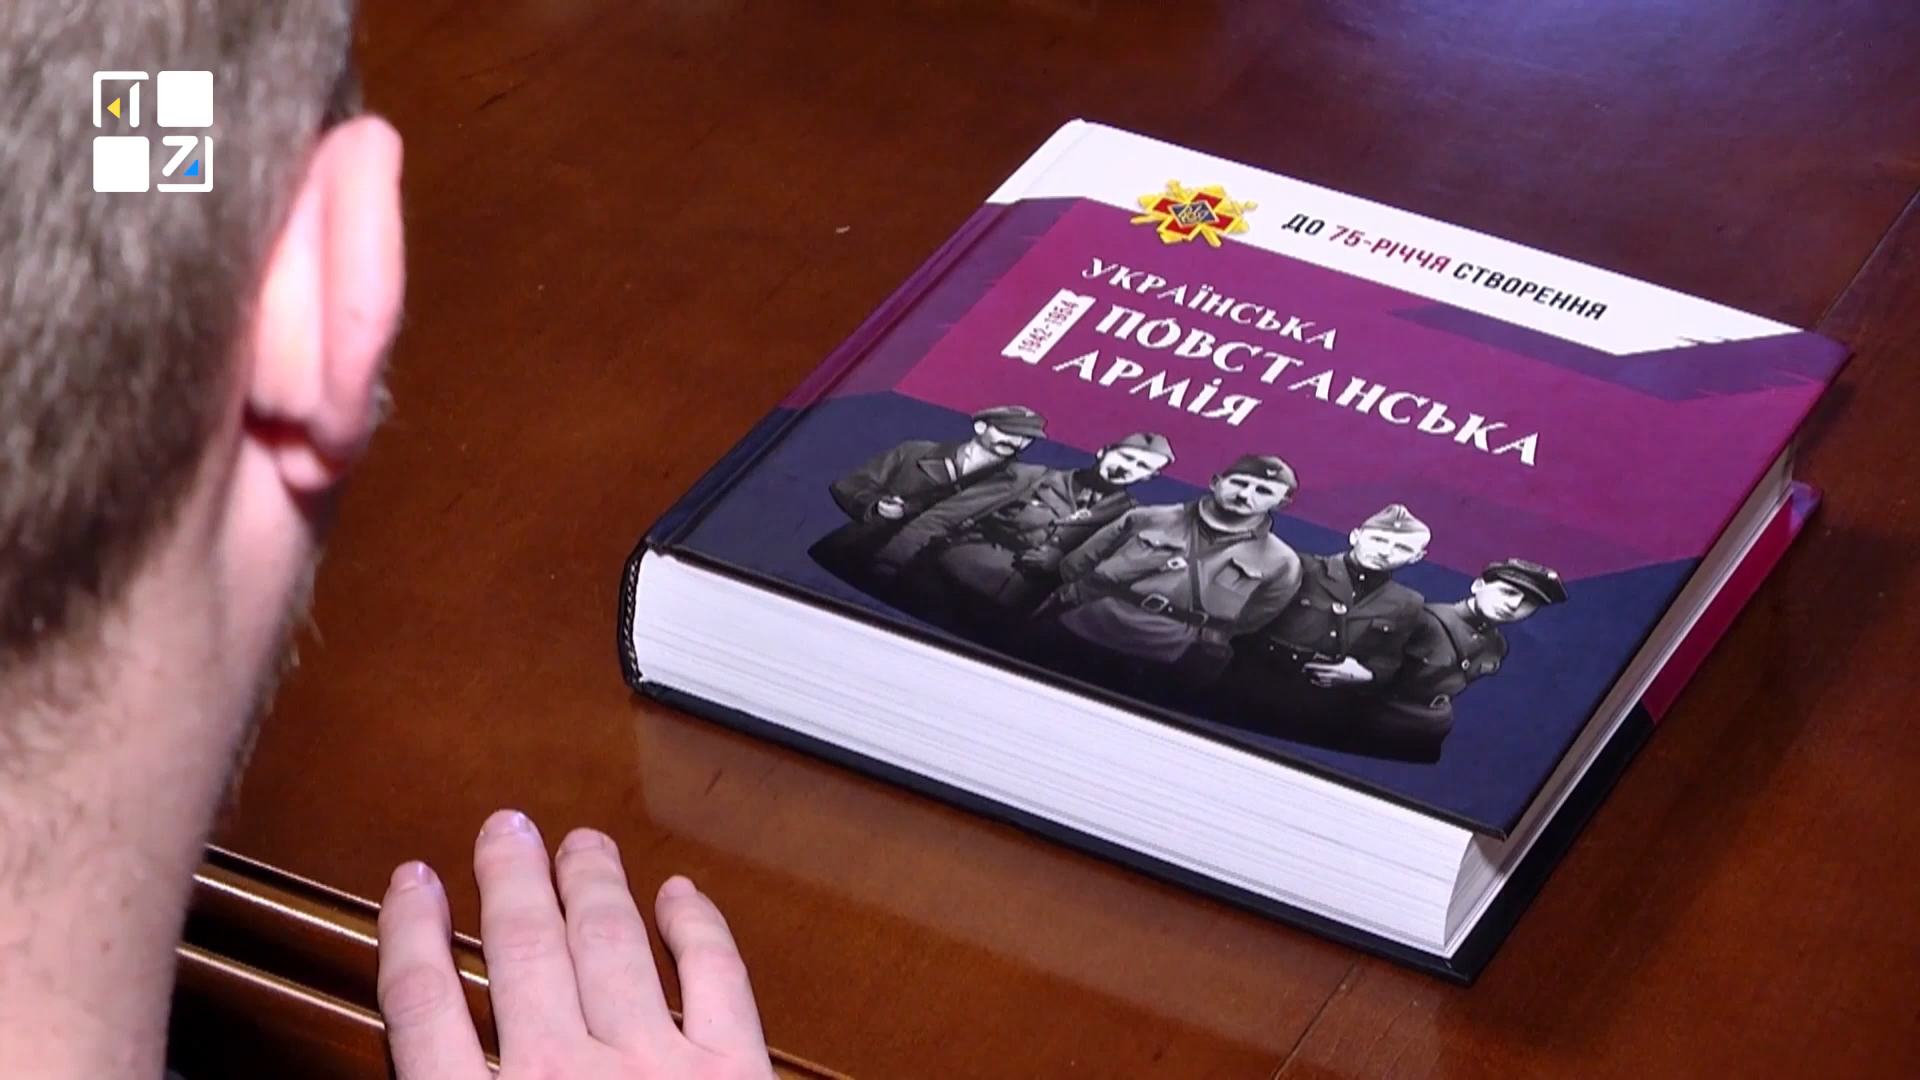 ДО 75-РІЧЧЯ СТВОРЕННЯ
УКРАЇНСЬКА
1942-1954
ПОВСТАНСЬКА
АРМІЯ